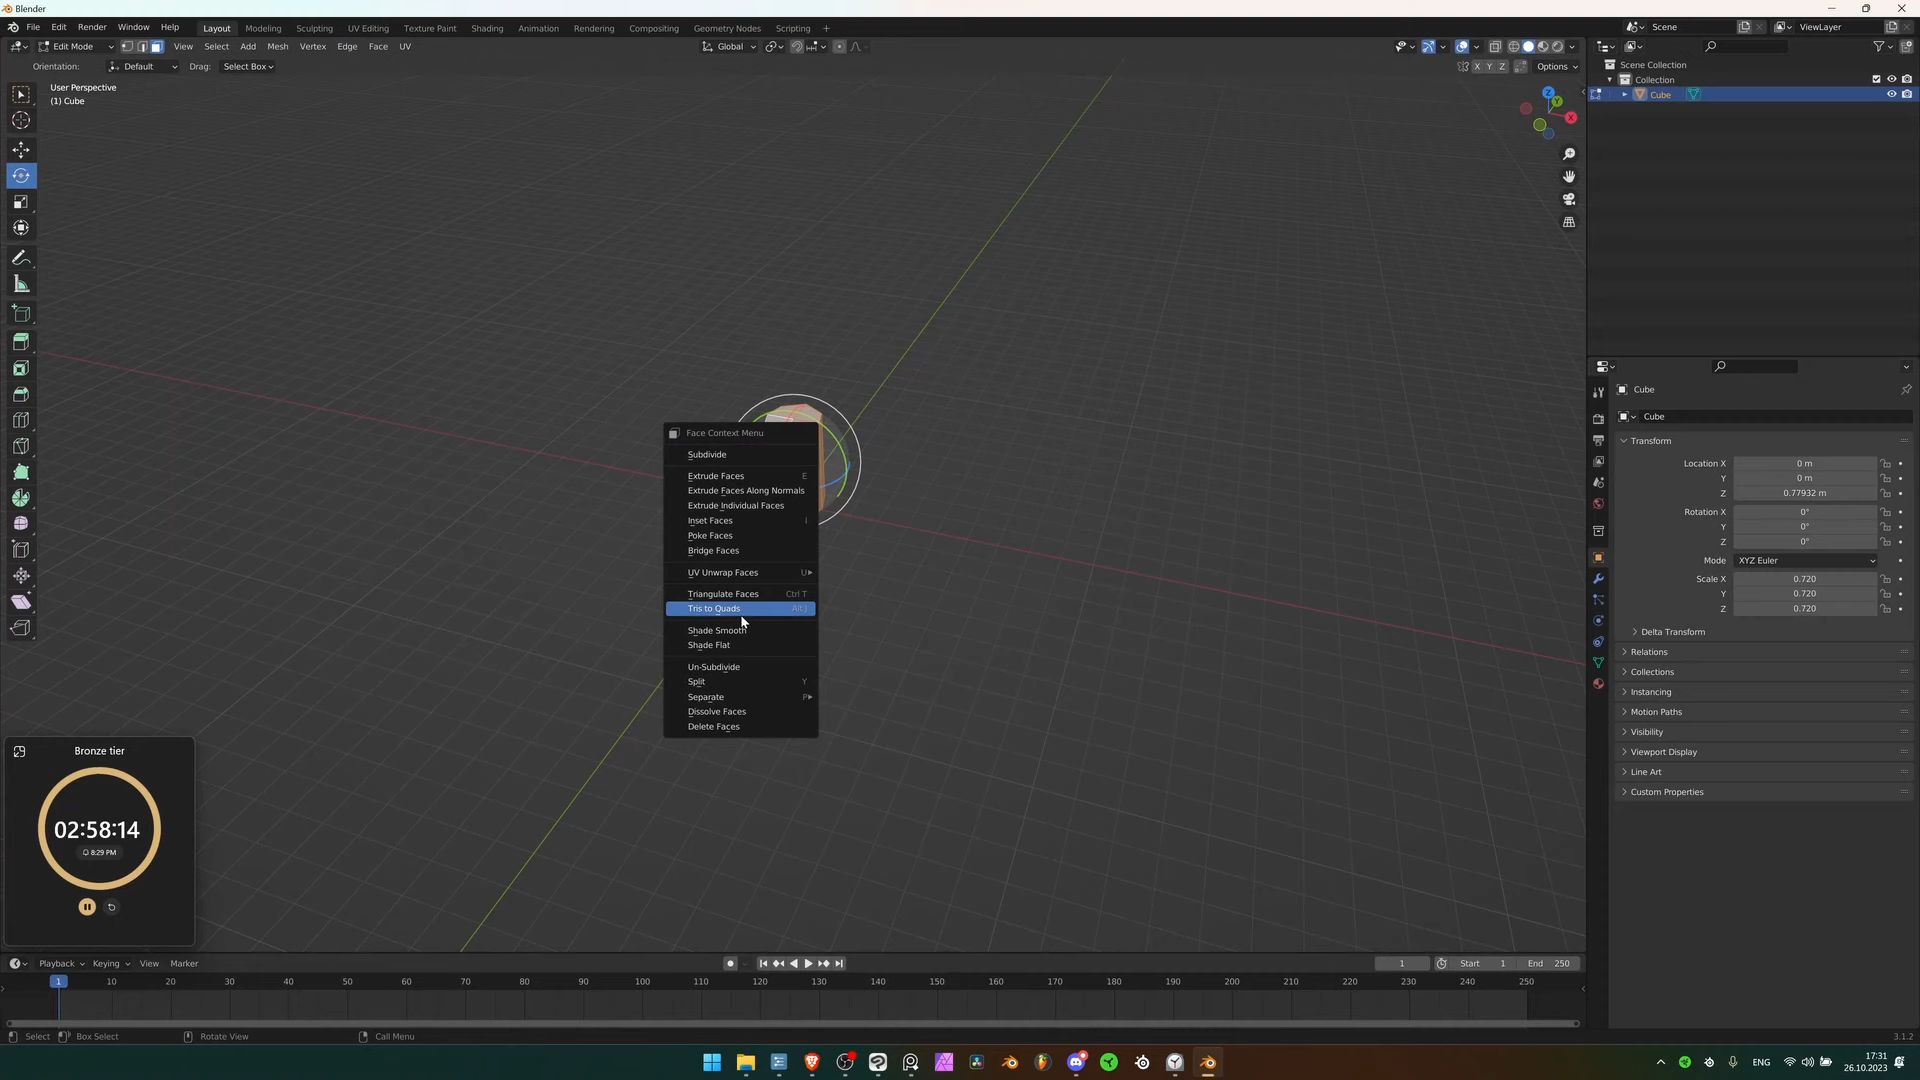 Blender
File Edit Render Window Help Layout Modeling Sculpting UV Editing Texture Paint Shading Animation Rendering Compositing Geometry Nodes Scripting + Scene ViewLayer
Edit Mode View Select Add Mesh Vertex Edge Face UV Global
Orientation: Default Drag: Select Box X Y Z Options
User Perspective
(1) Cube
Z
Y
X
Scene Collection
Collection
Cube
Face Context Menu
Subdivide
Extrude Faces E
Extrude Faces Along Normals
Extrude Individual Faces
Inset Faces I
Poke Faces
Bridge Faces
UV Unwrap Faces U
Triangulate Faces Ctrl T
Tris to Quads Alt J
Shade Smooth
Shade Flat
Un-Subdivide
Split Y
Separate P
Dissolve Faces
Delete Faces
Cube
Cube
Transform
Location X 0 m
Y 0 m
Z 0.77932 m
Rotation X 0°
Y 0°
Z 0°
Mode XYZ Euler
Scale X 0.720
Y 0.720
Z 0.720
Delta Transform
Relations
Collections
Instancing
Motion Paths
Visibility
Viewport Display
Line Art
Custom Properties
Bronze tier
02:58:14
8:29 PM
Playback Keying View Marker 1 Start 1 End 250
1 10 20 30 40 50 60 70 80 90 100 110 120 130 140 150 160 170 180 190 200 210 220 230 240 250
Select Box Select Rotate View Call Menu 3.1.2
ENG 17:31
26.10.2023